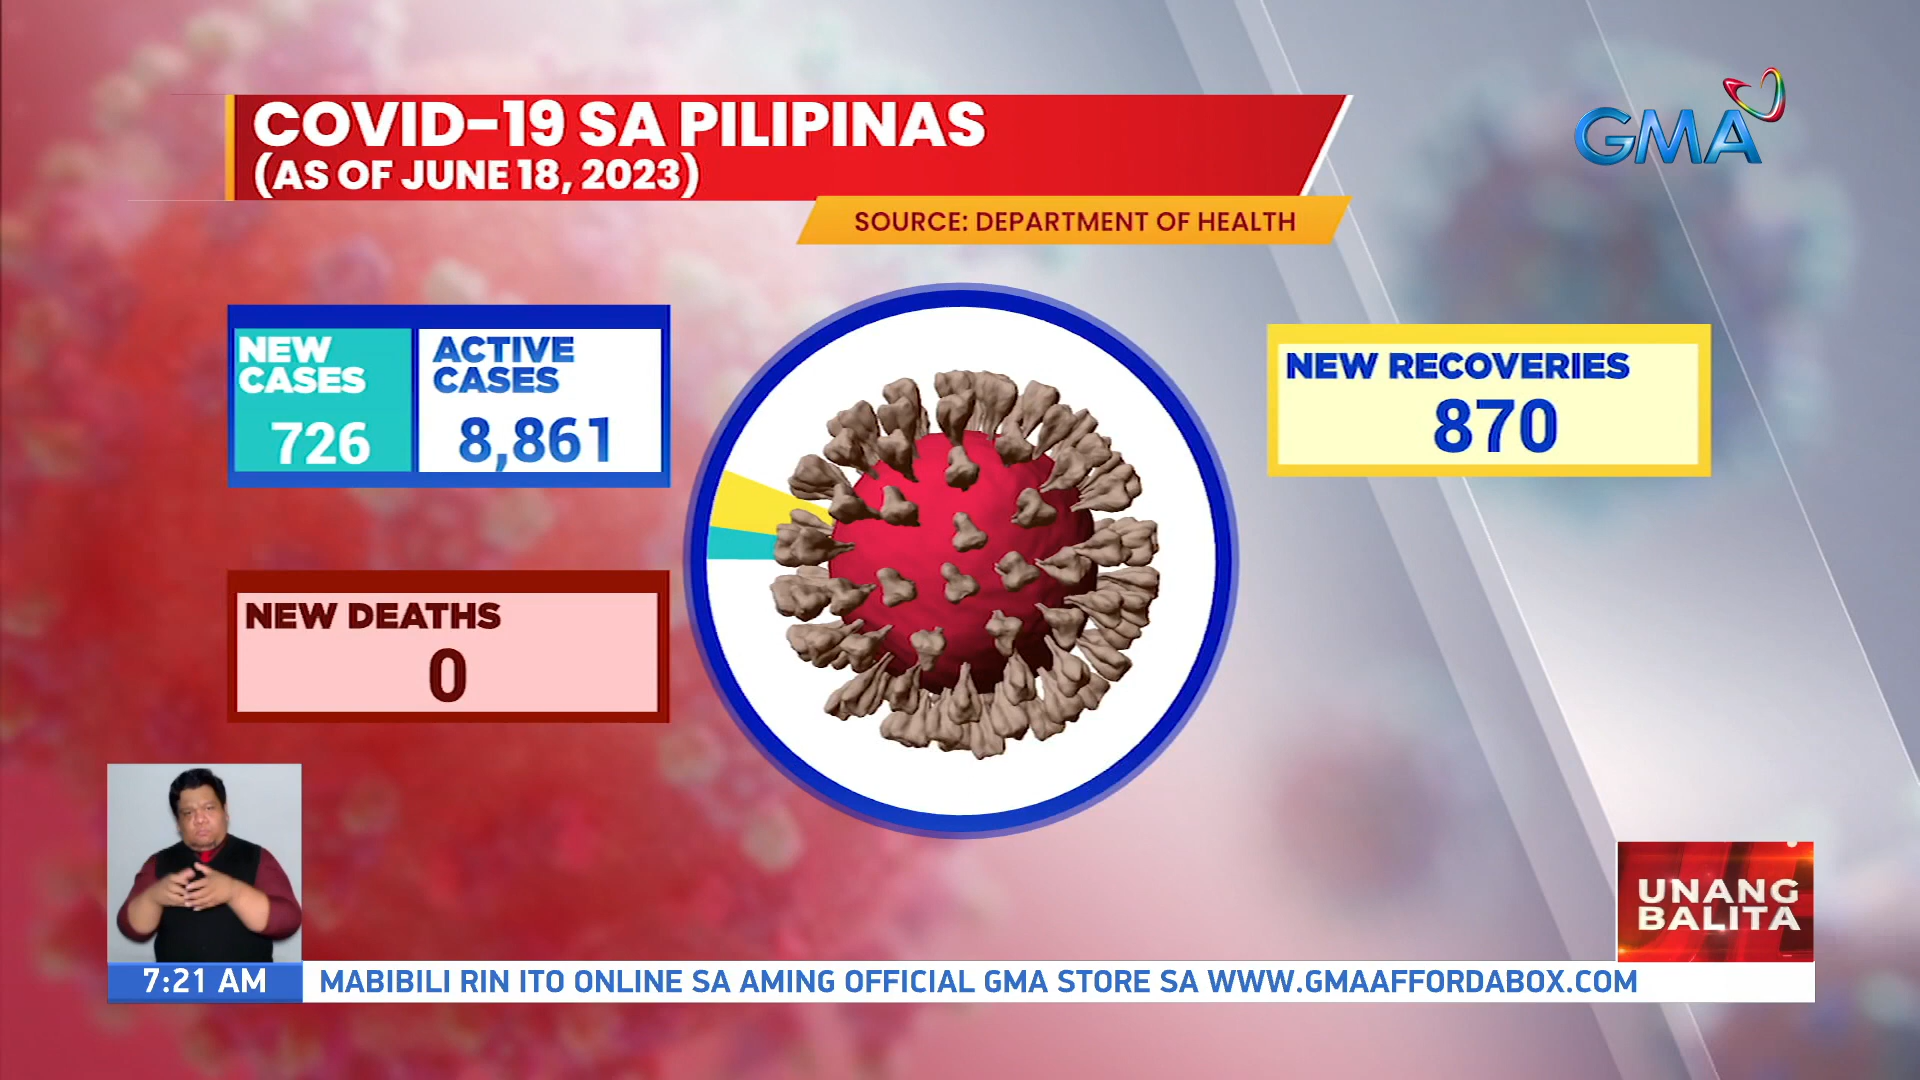 COVID-19 SA PILIPINAS
(AS OF JUNE 18, 2023)
SOURCE: DEPARTMENT OF HEALTH
GMA
NEW
CASES
726
ACTIVE
CASES
8,861
NEW RECOVERIES
870
NEW DEATHS
0
UNANG
BALITA
7:21 AM
MABIBILI RIN ITO ONLINE SA AMING OFFICIAL GMA STORE SA WWW.GMAAFFORDABOX.COM